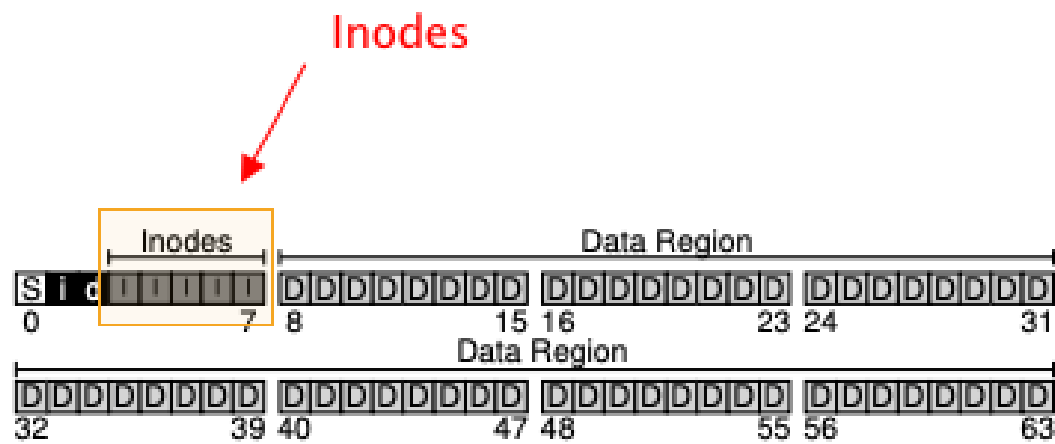 Inodes
Inodes Data Region
S i d I I I I I D D D D D D D D D D D D D D D D D D D D D D D D
0 7 8 15 16 23 24 31
Data Region
D D D D D D D D D D D D D D D D D D D D D D D D D D D D D D D D
32 39 40 47 48 55 56 63